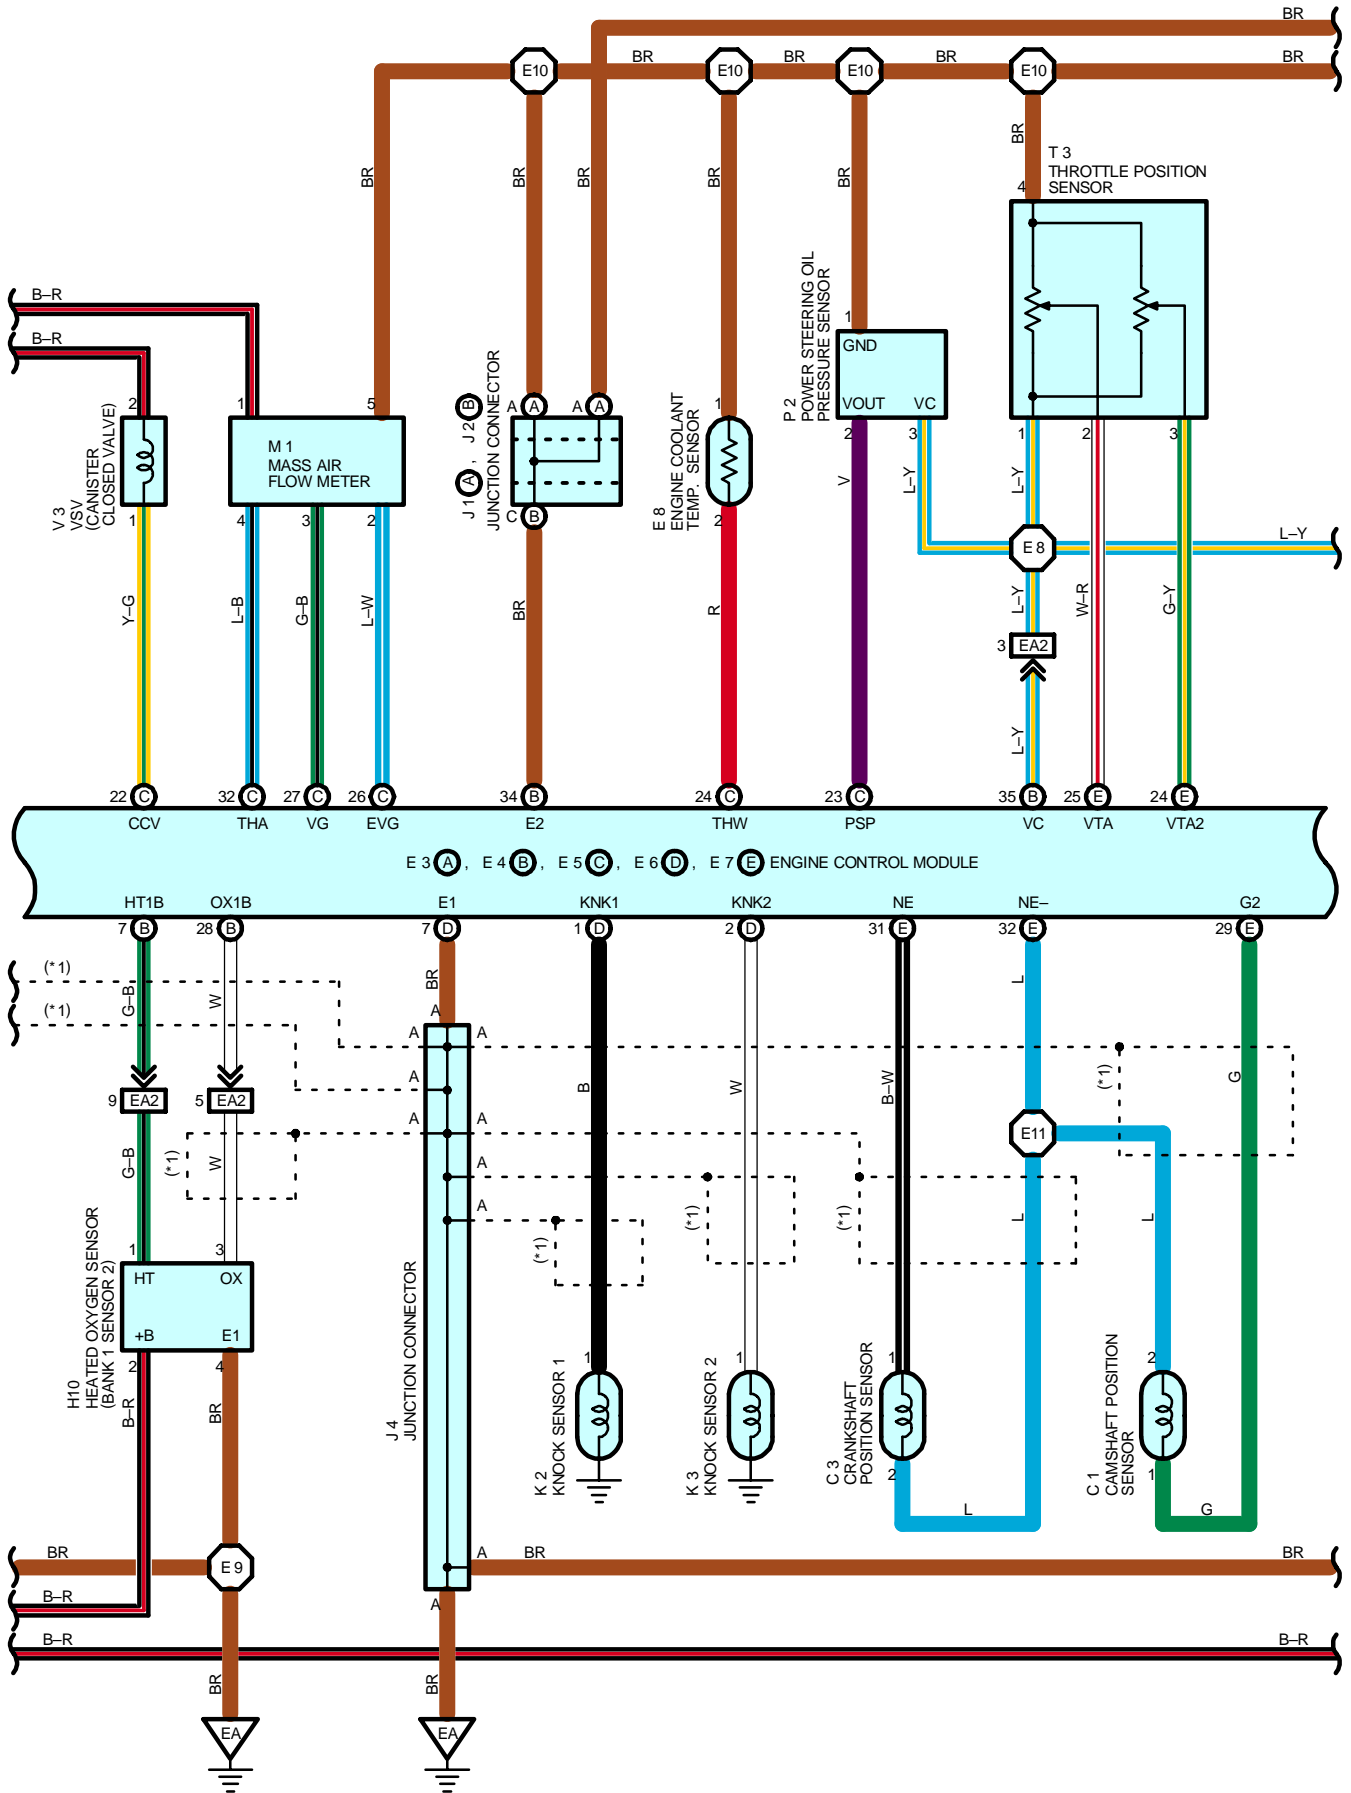 BR
BR BR BR BR
E10 E10 E10 E10
BR BR BR BR BR BR
T 3
THROTTLE POSITION
SENSOR
4
B–R
B–R
POWER STEERING OIL
PRESSURE SENSOR
P 2
1
GND
VOUT VC
2 3
2
1 5
M 1
MASS AIR
FLOW METER
4 3 2
V 3
VSV
(CANISTER
CLOSED VALVE)
1
J 1 A , J 2 B
JUNCTION CONNECTOR
A A A A
C B
E 8
ENGINE COOLANT
TEMP. SENSOR
1
2
1 2 3
V L–Y L–Y
E 8 L–Y
Y–G L–B G–B L–W BR R L–Y W–R G–Y
3 EA2
L–Y
22 C 32 C 27 C 26 C 34 B 24 C 23 C 35 B 25 E 24 E
CCV THA VG EVG E2 THW PSP VC VTA VTA2
E 3 A , E 4 B , E 5 C , E 6 D , E 7 E ENGINE CONTROL MODULE
HT1B OX1B E1 KNK1 KNK2 NE NE– G2
7 B 28 B 7 D 1 D 2 D 31 E 32 E 29 E
(*1)
(*1)
G–B W BR L
A
A A
A
A A
A
A
B W B–W G
(*1)
9 EA2 5 EA2
E11
G–B (*1) W
(*1) (*1) (*1)
L L
1 3
HT OX
+B E1
2 4
H10
HEATED OXYGEN SENSOR
(BANK 1 SENSOR 2)
B–R BR
J 4
JUNCTION CONNECTOR
K 2
KNOCK SENSOR 1
1
K 3
KNOCK SENSOR 2
1
C 3
CRANKSHAFT
POSITION SENSOR
1
2
C 1
CAMSHAFT POSITION
SENSOR
2
1
L G
BR E 9 A BR BR
B–R
A
B–R B–R
BR BR
EA EA